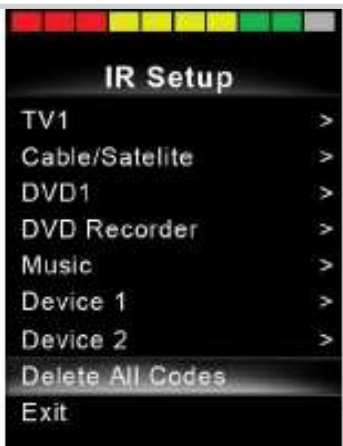 IR Setup
TV1 >
Cable/Satelite >
DVD1 >
DVD Recorder >
Music >
Device 1 >
Device 2 >
Delete All Codes
Exit